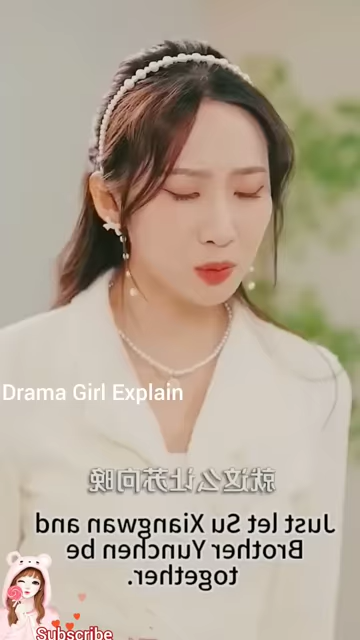 Drama Girl Explain
就这么让苏向晚
Just let Su Xiangwan and
Brother Yunchen be
together.
Subscribe